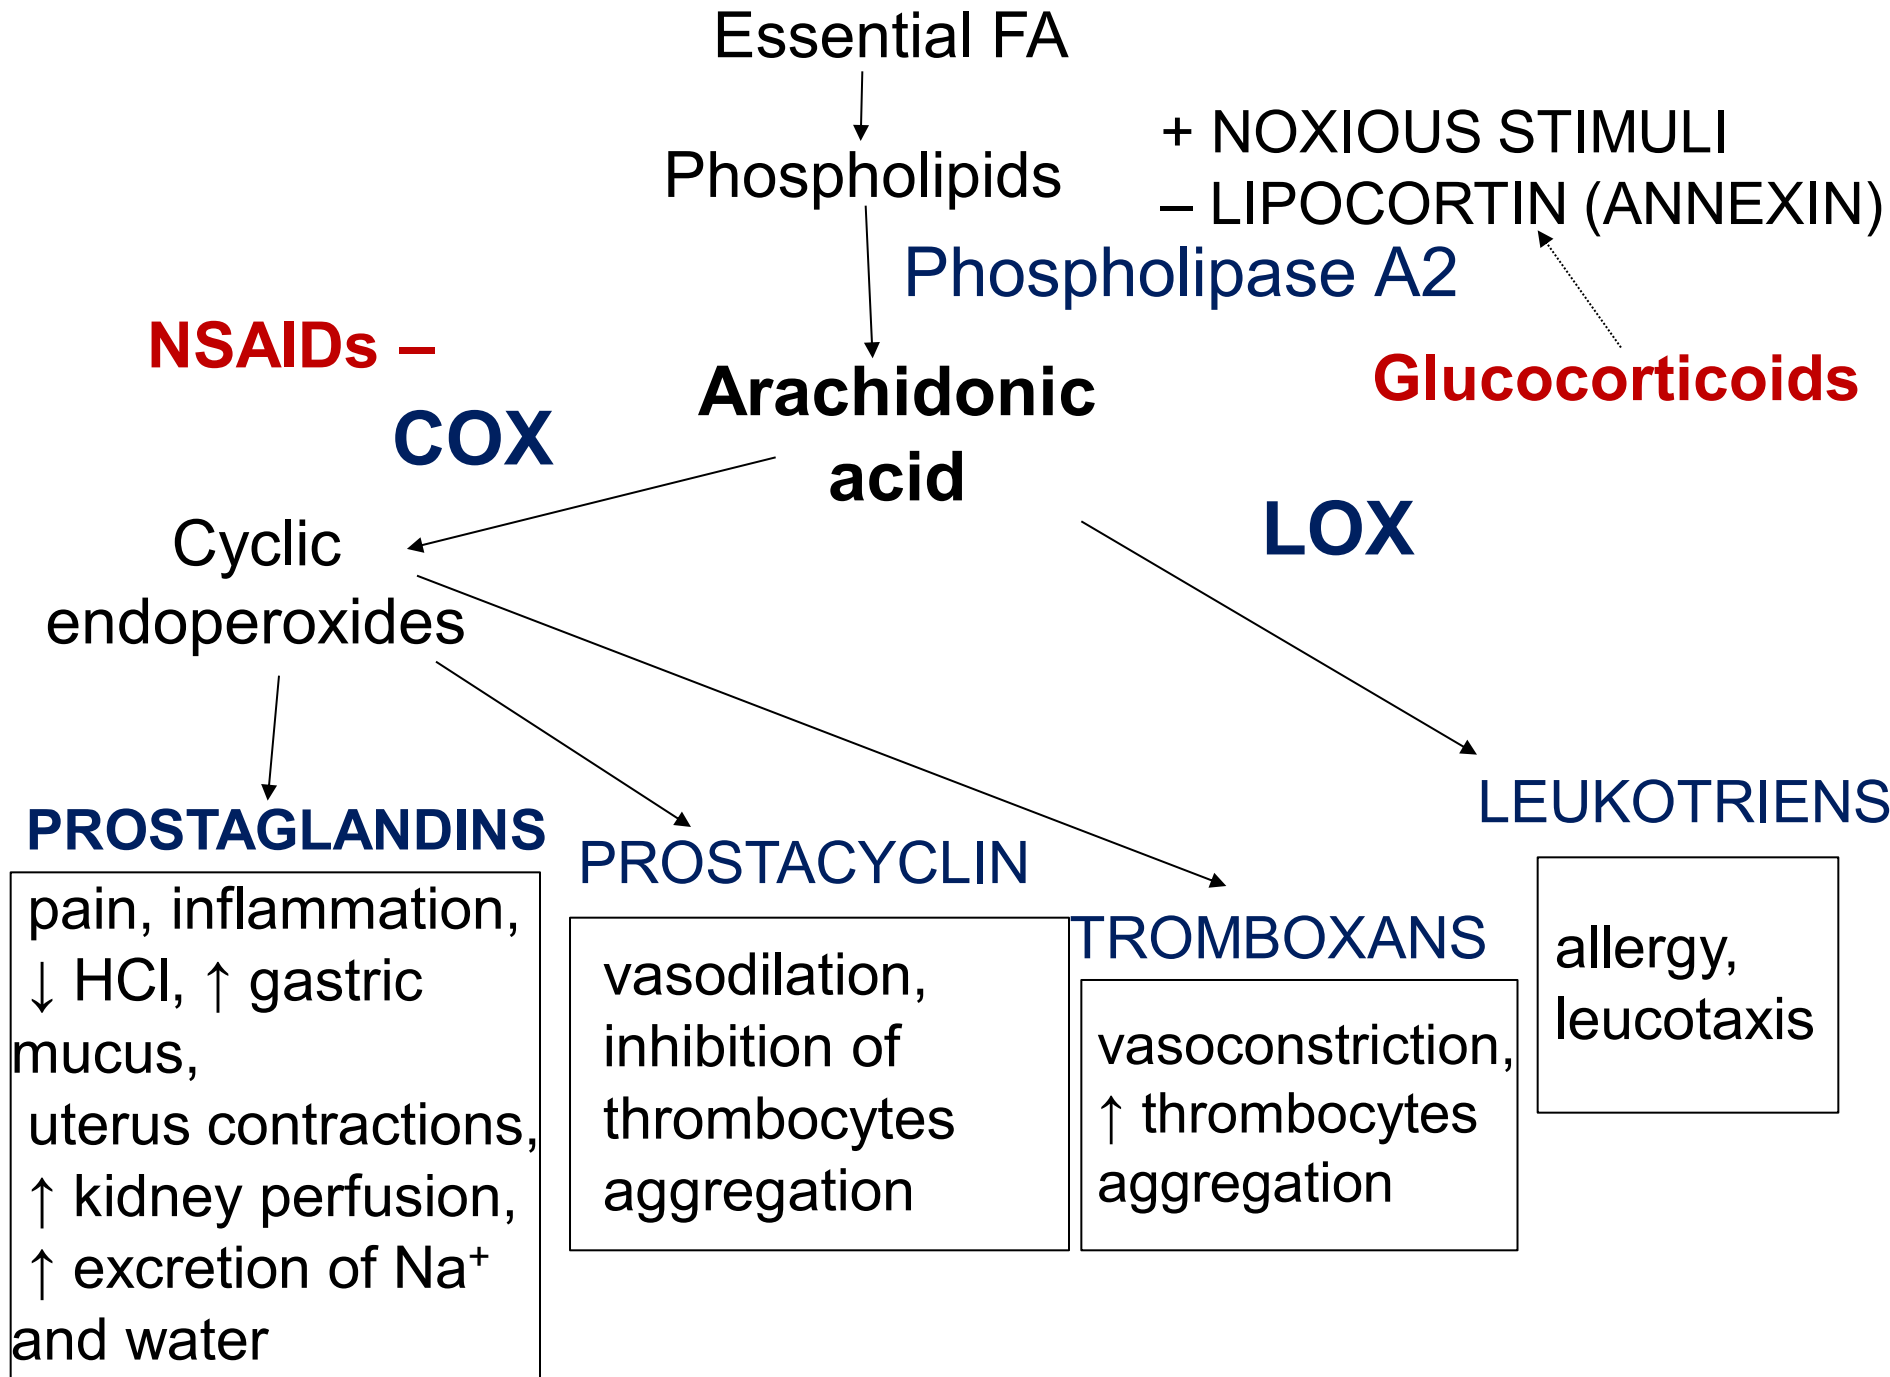 Essential FA
Phospholipids
+ NOXIOUS STIMULI
– LIPOCORTIN (ANNEXIN)
Phospholipase A2
NSAIDs –
COX
Arachidonic
acid
Glucocorticoids
LOX
Cyclic
endoperoxides
PROSTAGLANDINS
pain, inflammation,
↓ HCl, ↑ gastric
mucus,
uterus contractions,
↑ kidney perfusion,
↑ excretion of Na⁺
and water
PROSTACYCLIN
vasodilation,
inhibition of
thrombocytes
aggregation
TROMBOXANS
vasoconstriction,
↑ thrombocytes
aggregation
LEUKOTRIENS
allergy,
leucotaxis